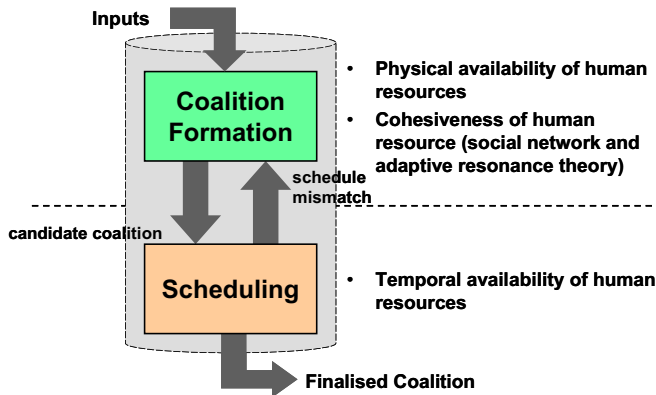 Inputs
Coalition
Formation
• Physical availability of human
resources
• Cohesiveness of human
resource (social network and
adaptive resonance theory)
schedule
mismatch
candidate coalition
Scheduling
• Temporal availability of human
resources
Finalised Coalition